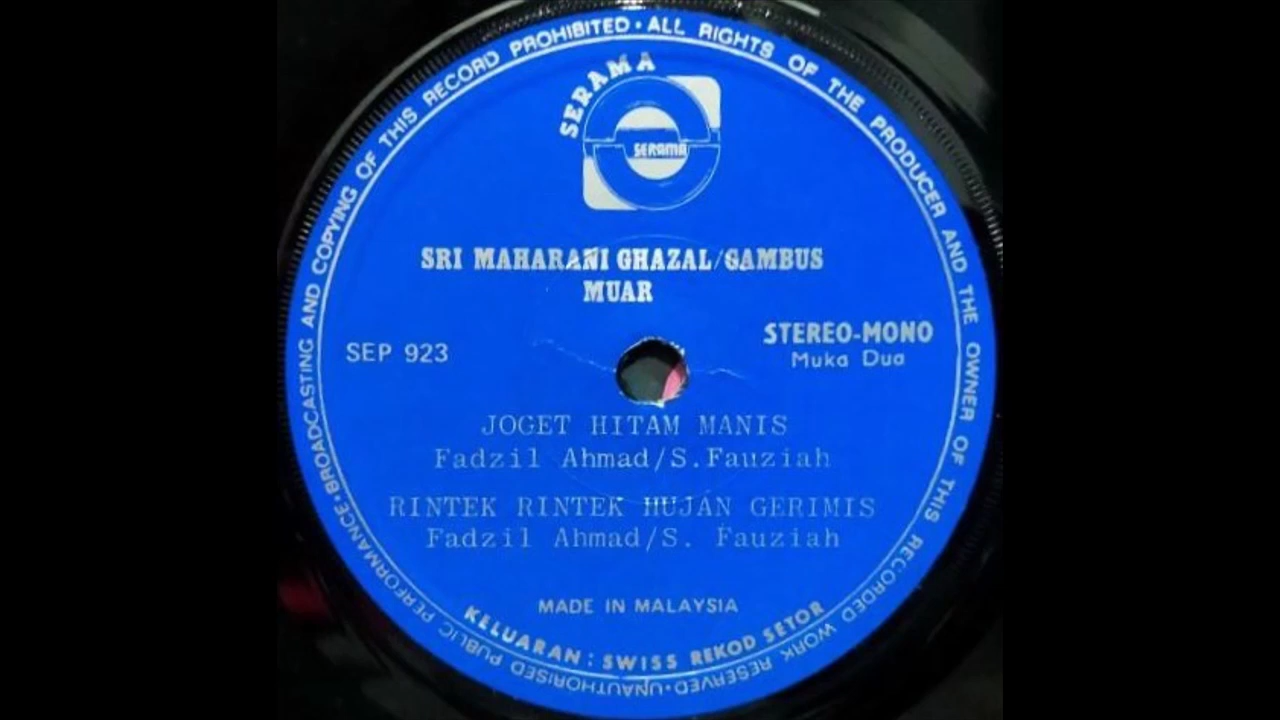 BROADCASTING AND COPYING OF THIS RECORD PROHIBITED · ALL RIGHTS OF THE PRODUCER AND THE OWNER OF THIS RECORDED WORK RESERVED · UNAUTHORISED PUBLIC PERFORMANCE ·
SERAMA
SERAMA
SRI MAHARANI GHAZAL/GAMBUS
MUAR
SEP 923
STEREO-MONO
Muka Dua
JOGET HITAM MANIS
Fadzil Ahmad/S.Fauziah
RINTEK RINTEK HUJAN GERIMIS
Fadzil Ahmad/S. Fauziah
MADE IN MALAYSIA
KELUARAN : SWISS REKOD SETOR